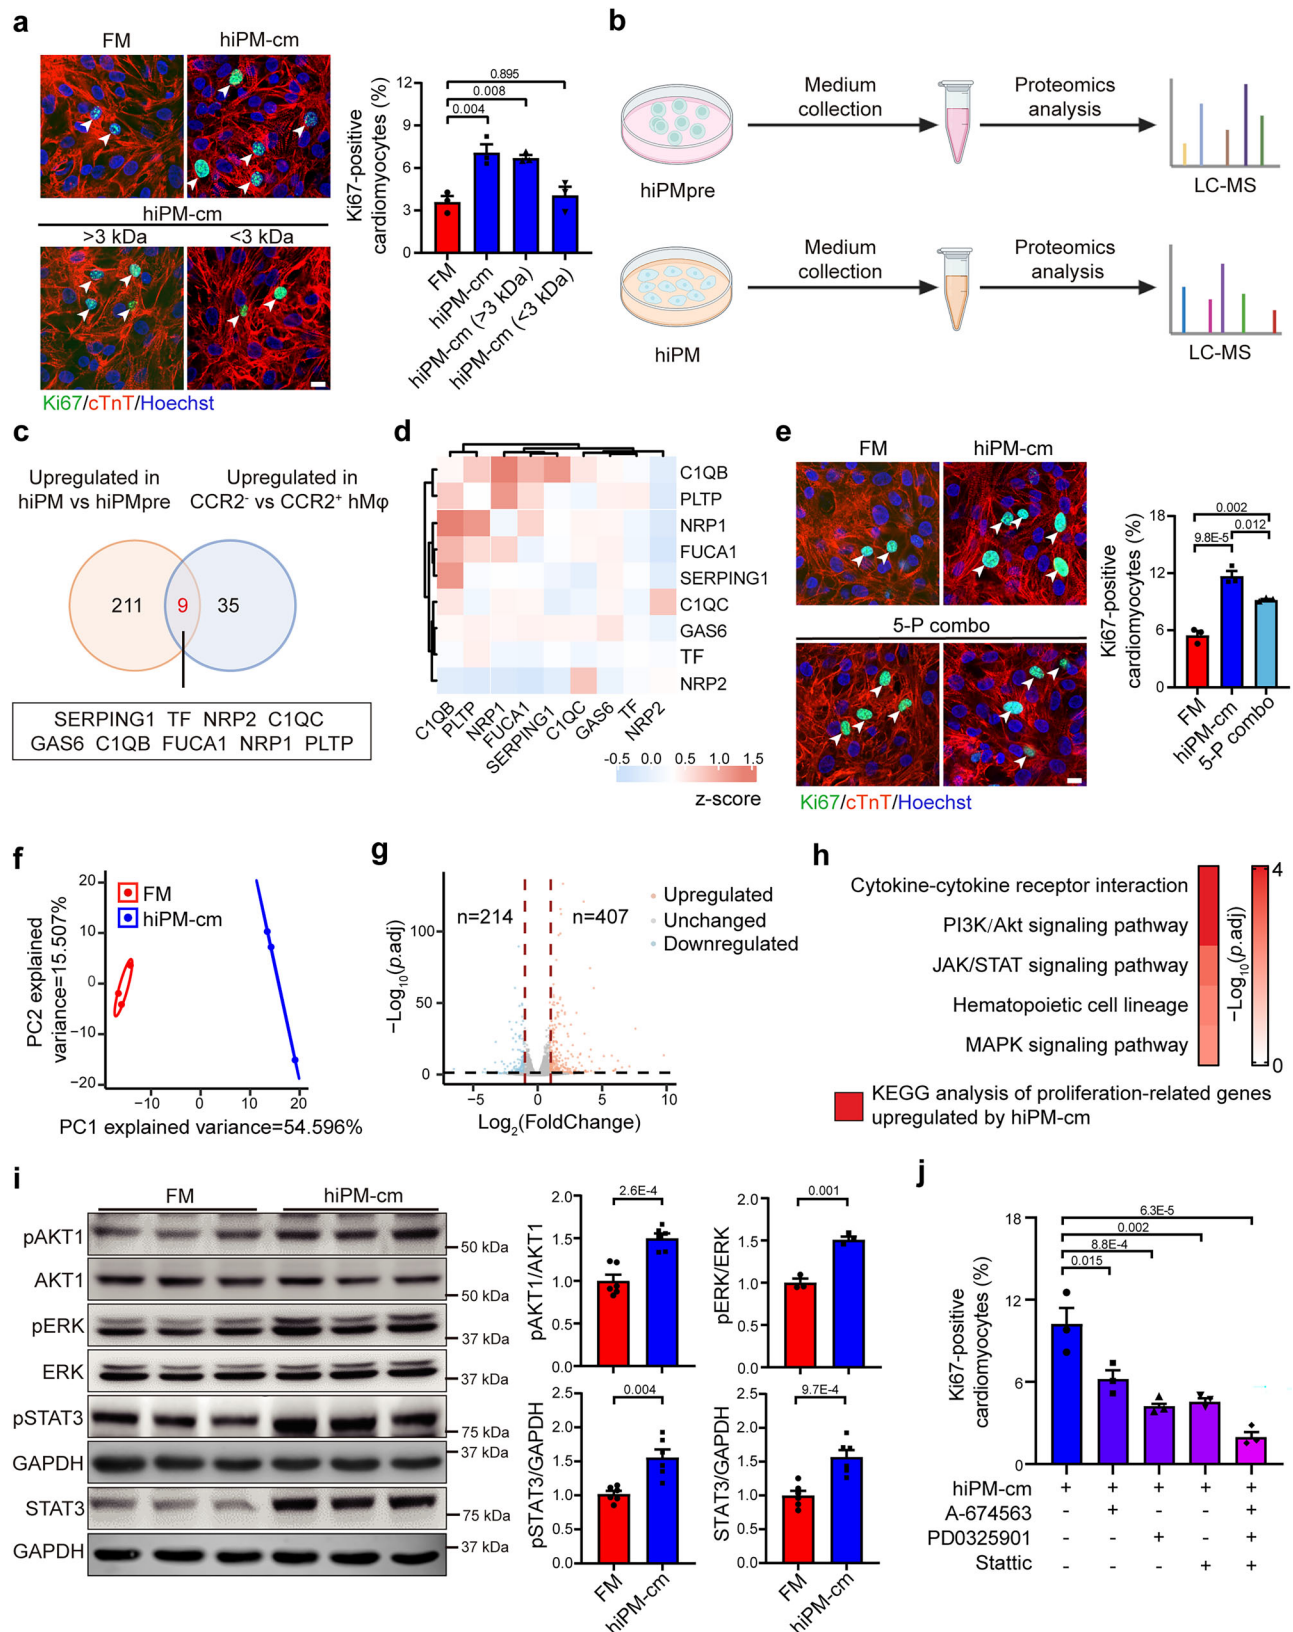 a
FM
hiPM-cm
hiPM-cm
>3 kDa
<3 kDa
Ki67/cTnT/Hoechst
Ki67-positive
cardiomyocytes (%)
12
9
6
3
0
0.895
0.008
0.004
FM
hiPM-cm
hiPM-cm (>3 kDa)
hiPM-cm (<3 kDa)
b
hiPMpre
Medium
collection
Proteomics
analysis
LC-MS
hiPM
Medium
collection
Proteomics
analysis
LC-MS
c
Upregulated in
hiPM vs hiPMpre
Upregulated in
CCR2- vs CCR2+ hMφ
211
9
35
SERPING1 TF NRP2 C1QC
GAS6 C1QB FUCA1 NRP1 PLTP
d
C1QB
PLTP
NRP1
FUCA1
SERPING1
C1QC
GAS6
TF
NRP2
C1QB
PLTP
NRP1
FUCA1
SERPING1
C1QC
GAS6
TF
NRP2
-0.5 0.0 0.5 1.0 1.5
z-score
e
FM
hiPM-cm
5-P combo
Ki67/cTnT/Hoechst
Ki67-positive
cardiomyocytes (%)
18
12
6
0
0.002
0.012
9.8E-5
FM
hiPM-cm
5-P combo
f
PC2 explained
variance=15.507%
20
10
0
−10
−20
FM
hiPM-cm
−10 0 10 20
PC1 explained variance=54.596%
g
−Log10(p.adj)
100
50
0
n=214
n=407
Upregulated
Unchanged
Downregulated
−5 0 5 10
Log2(FoldChange)
h
Cytokine-cytokine receptor interaction
PI3K/Akt signaling pathway
JAK/STAT signaling pathway
Hematopoietic cell lineage
MAPK signaling pathway
−Log10(p.adj)
4
0
KEGG analysis of proliferation-related genes
upregulated by hiPM-cm
i
FM
hiPM-cm
pAKT1
50 kDa
AKT1
50 kDa
pERK
37 kDa
ERK
37 kDa
pSTAT3
75 kDa
GAPDH
37 kDa
STAT3
75 kDa
GAPDH
37 kDa
pAKT1/AKT1
2.0
1.5
1.0
0.5
0.0
2.6E-4
pERK/ERK
2.0
1.5
1.0
0.5
0.0
0.001
pSTAT3/GAPDH
2.5
2.0
1.5
1.0
0.5
0.0
0.004
FM
hiPM-cm
STAT3/GAPDH
2.5
2.0
1.5
1.0
0.5
0.0
9.7E-4
FM
hiPM-cm
j
Ki67-positive
cardiomyocytes (%)
18
12
6
0
6.3E-5
0.002
8.8E-4
0.015
hiPM-cm + + + + +
A-674563 - + - - +
PD0325901 - - + - +
Stattic - - - + +